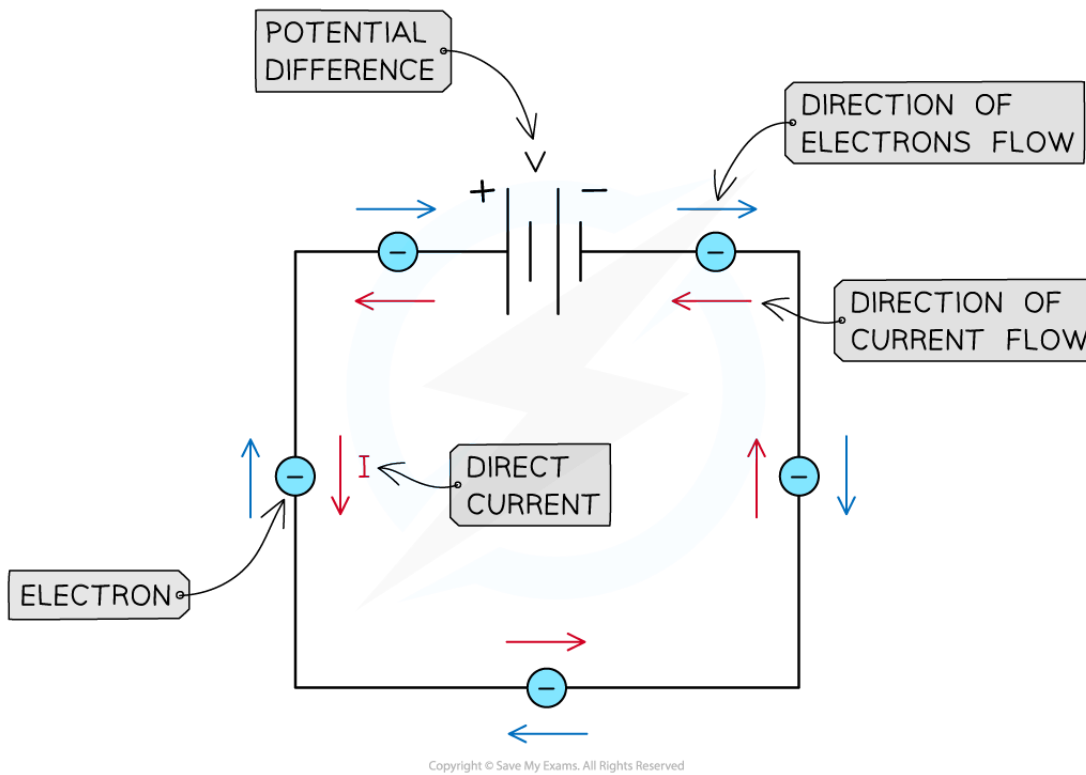 POTENTIAL
DIFFERENCE
DIRECTION OF
ELECTRONS FLOW
V
+
−
−
−
DIRECTION OF
CURRENT FLOW
I
DIRECT
CURRENT
−
−
ELECTRON
−
Copyright © Save My Exams. All Rights Reserved